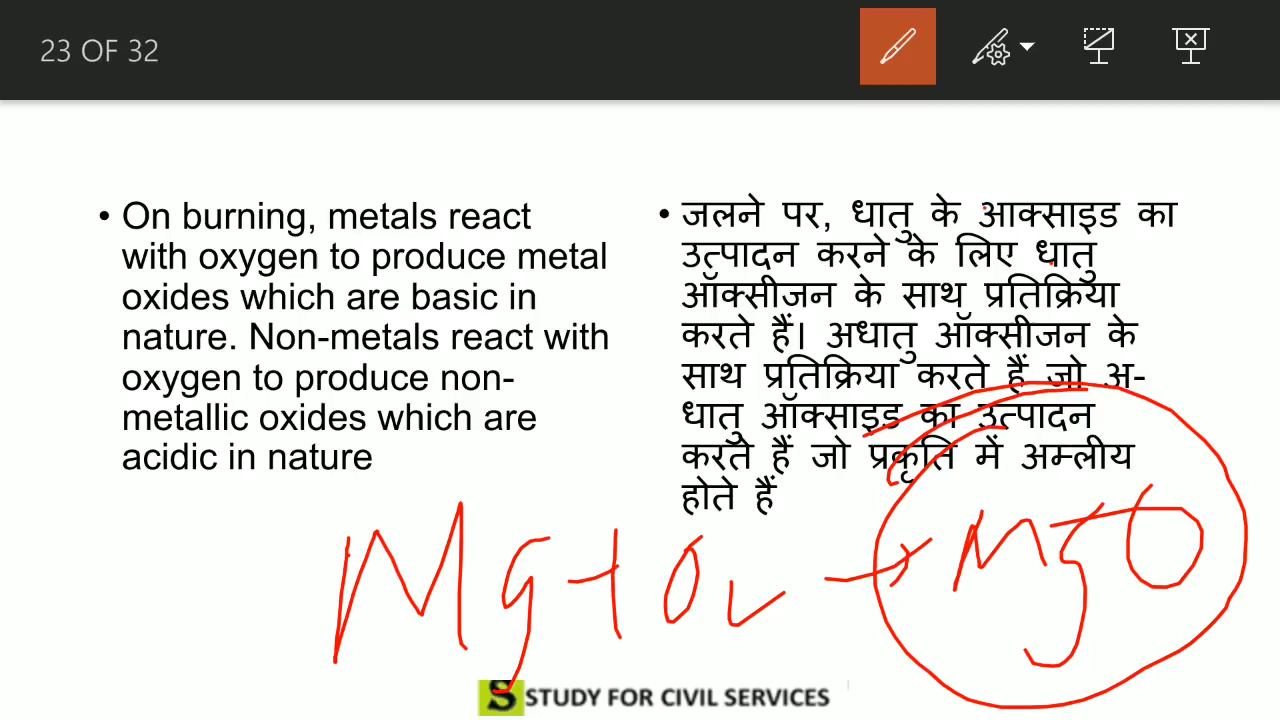 23 OF 32
• On burning, metals react
with oxygen to produce metal
oxides which are basic in
nature. Non-metals react with
oxygen to produce non-
metallic oxides which are
acidic in nature
• जलने पर, धातु के आक्साइड का
उत्पादन करने के लिए धातु
ऑक्सीजन के साथ प्रतिक्रिया
करते हैं। अधातु ऑक्सीजन के
साथ प्रतिक्रिया करते हैं जो अ-
धातु ऑक्साइड का उत्पादन
करते हैं जो प्रकृति में अम्लीय
होते हैं
Mg + O₂ → MgO
S STUDY FOR CIVIL SERVICES